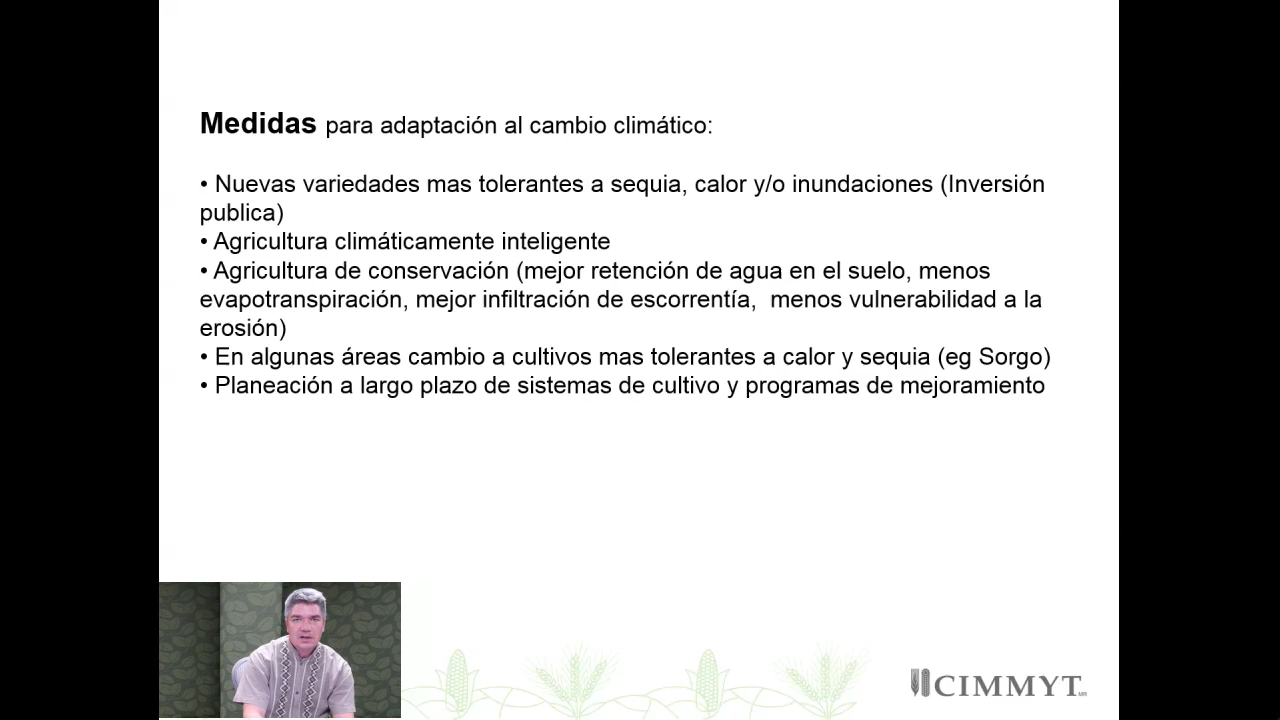 Medidas para adaptación al cambio climático:
• Nuevas variedades mas tolerantes a sequia, calor y/o inundaciones (Inversión
publica)
• Agricultura climáticamente inteligente
• Agricultura de conservación (mejor retención de agua en el suelo, menos
evapotranspiración, mejor infiltración de escorrentía,  menos vulnerabilidad a la
erosión)
• En algunas áreas cambio a cultivos mas tolerantes a calor y sequia (eg Sorgo)
• Planeación a largo plazo de sistemas de cultivo y programas de mejoramiento
CIMMYT MR